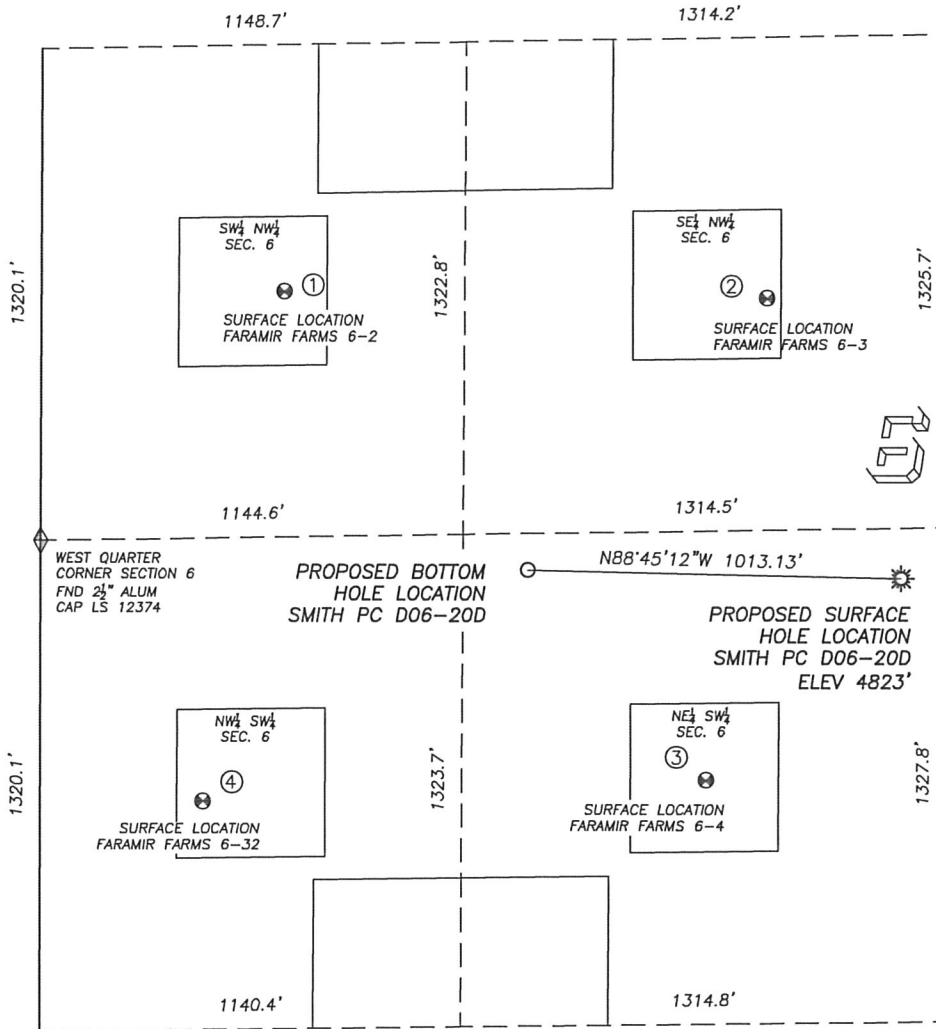 1148.7'
1314.2'
SW¼ NW¼
SEC. 6
①
SURFACE LOCATION
FARAMIR FARMS 6-2
SE¼ NW¼
SEC. 6
②
SURFACE LOCATION
FARAMIR FARMS 6-3
1320.1'
1322.8'
1325.7'
1144.6'
1314.5'
WEST QUARTER
CORNER SECTION 6
FND 2½" ALUM
CAP LS 12374
PROPOSED BOTTOM
HOLE LOCATION
SMITH PC D06-20D
N88°45'12"W 1013.13'
PROPOSED SURFACE
HOLE LOCATION
SMITH PC D06-20D
ELEV 4823'
NW¼ SW¼
SEC. 6
④
SURFACE LOCATION
FARAMIR FARMS 6-32
NE¼ SW¼
SEC. 6
③
SURFACE LOCATION
FARAMIR FARMS 6-4
1320.1'
1323.7'
1327.8'
1140.4'
1314.8'